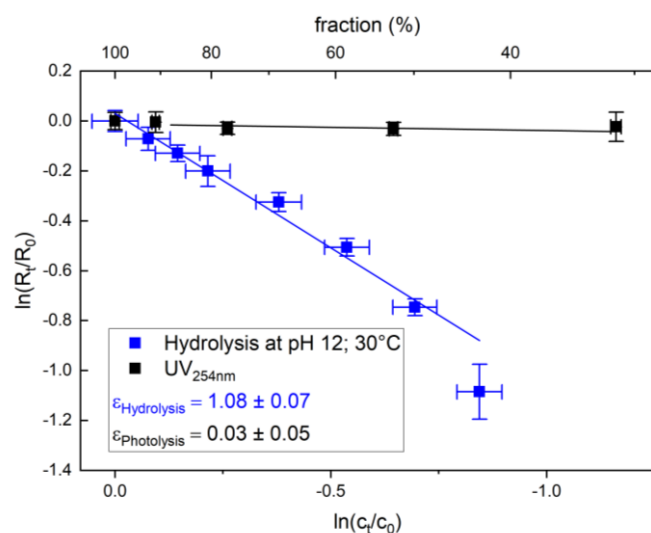 fraction (%)
100 80 60 40
0.2
0.0
-0.2
-0.4
-0.6
-0.8
-1.0
-1.2
-1.4
ln(Rt/R0)
Hydrolysis at pH 12; 30°C
UV254nm
εHydrolysis = 1.08 ± 0.07
εPhotolysis = 0.03 ± 0.05
0.0 -0.5 -1.0
ln(ct/c0)